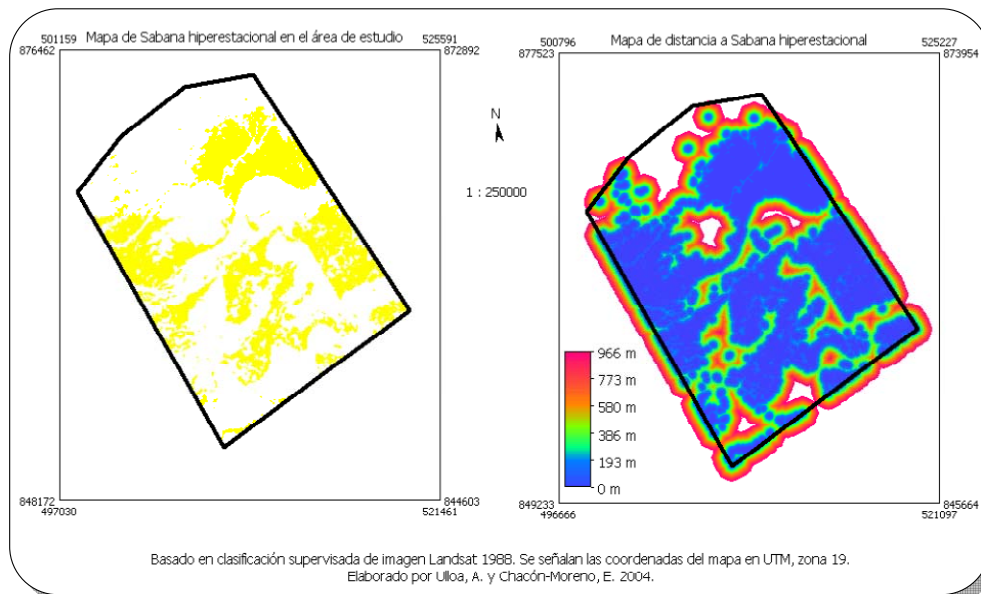 501159
Mapa de Sabana hiperestacional en el área de estudio
525591
876462
872892
500796
Mapa de distancia a Sabana hiperestacional
525227
877523
873954
N
1 : 250000
966 m
773 m
580 m
386 m
193 m
0 m
848172
844603
497030
521461
849233
845664
496666
521097
Basado en clasificación supervisada de imagen Landsat 1988. Se señalan las coordenadas del mapa en UTM, zona 19.
Elaborado por Ulloa, A. y Chacón-Moreno, E. 2004.